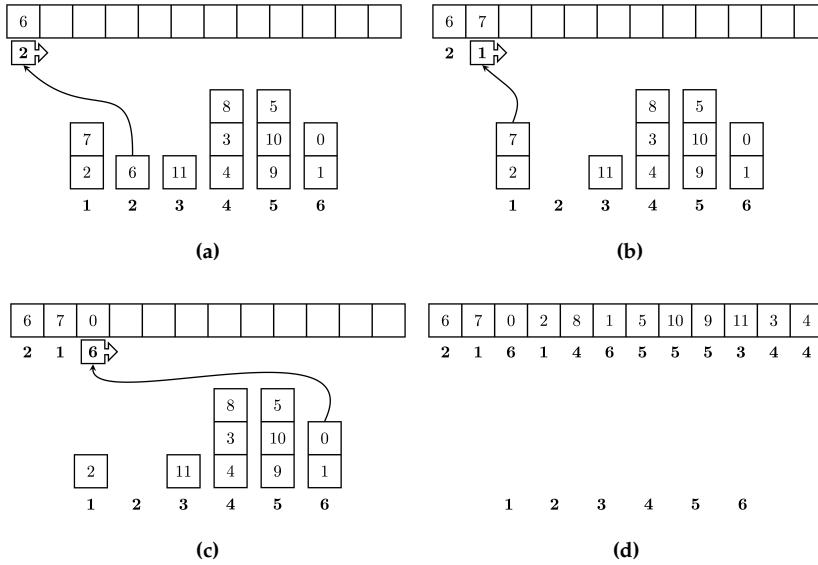 6
2
8 5
7 3 10 0
2 6 11 4 9 1
1 2 3 4 5 6
(a)
6 7
2 1
8 5
7 3 10 0
2 11 4 9 1
1 2 3 4 5 6
(b)
6 7 0
2 1 6
8 5
3 10 0
2 11 4 9 1
1 2 3 4 5 6
(c)
6 7 0 2 8 1 5 10 9 11 3 4
2 1 6 1 4 6 5 5 5 3 4 4
1 2 3 4 5 6
(d)